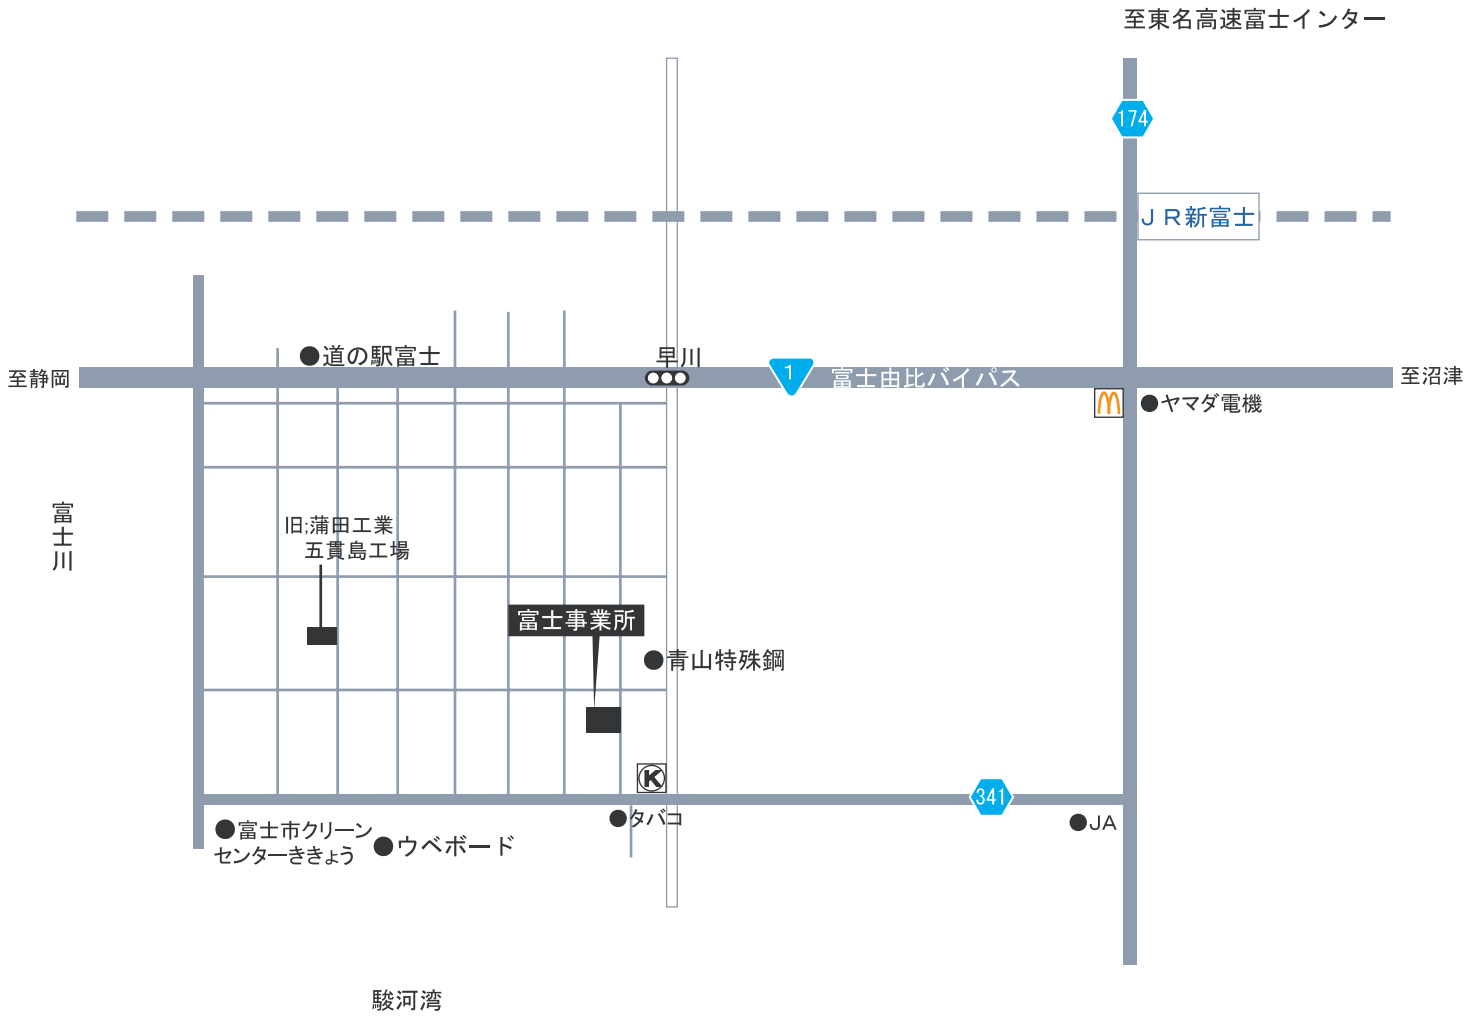 至東名高速富士インター
174
ＪＲ新富士
道の駅富士
早川
至静岡
1
富士由比バイパス
至沼津
ヤマダ電機
富士川
旧;蒲田工業
五貫島工場
富士事業所
青山特殊鋼
K
341
タバコ
JA
富士市クリーン
センターききょう
ウベボード
駿河湾